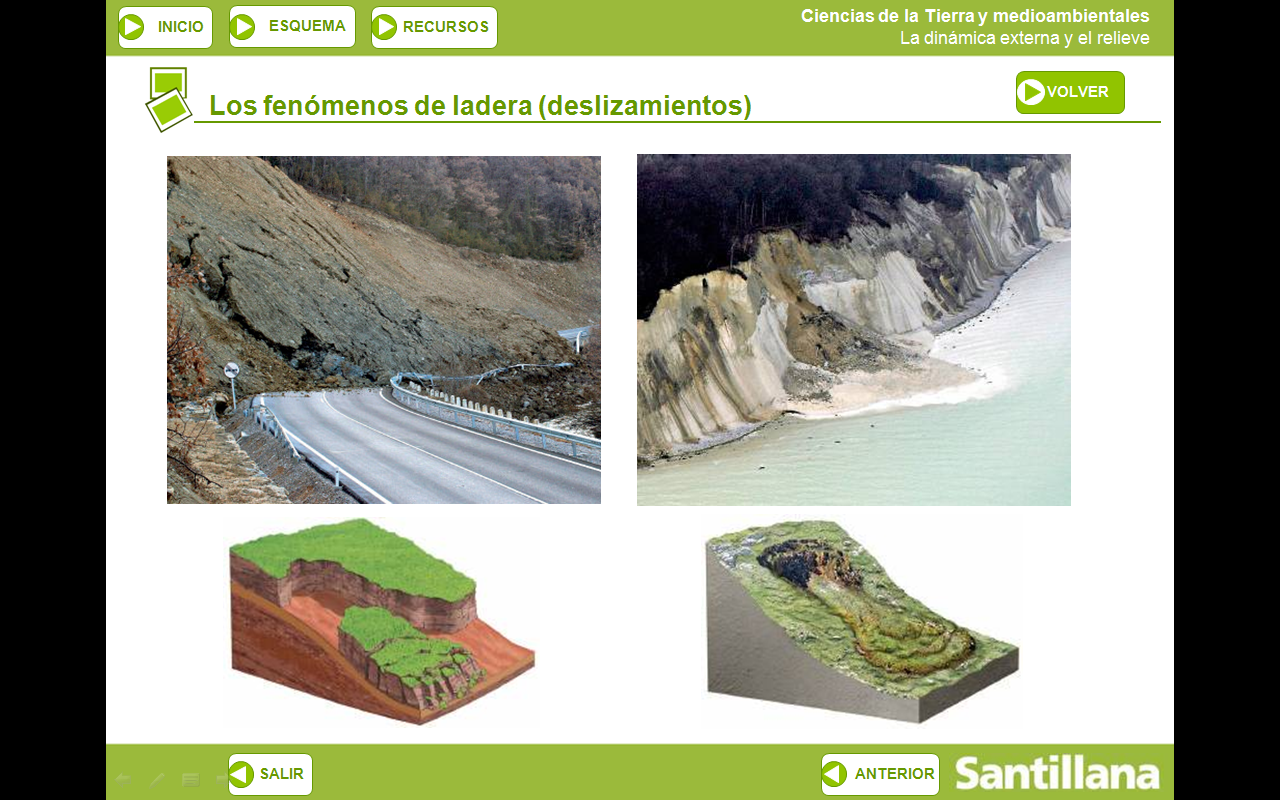 INICIO
ESQUEMA
RECURSOS
Ciencias de la Tierra y medioambientales
La dinámica externa y el relieve
Los fenómenos de ladera (deslizamientos)
VOLVER
SALIR
ANTERIOR
Santillana